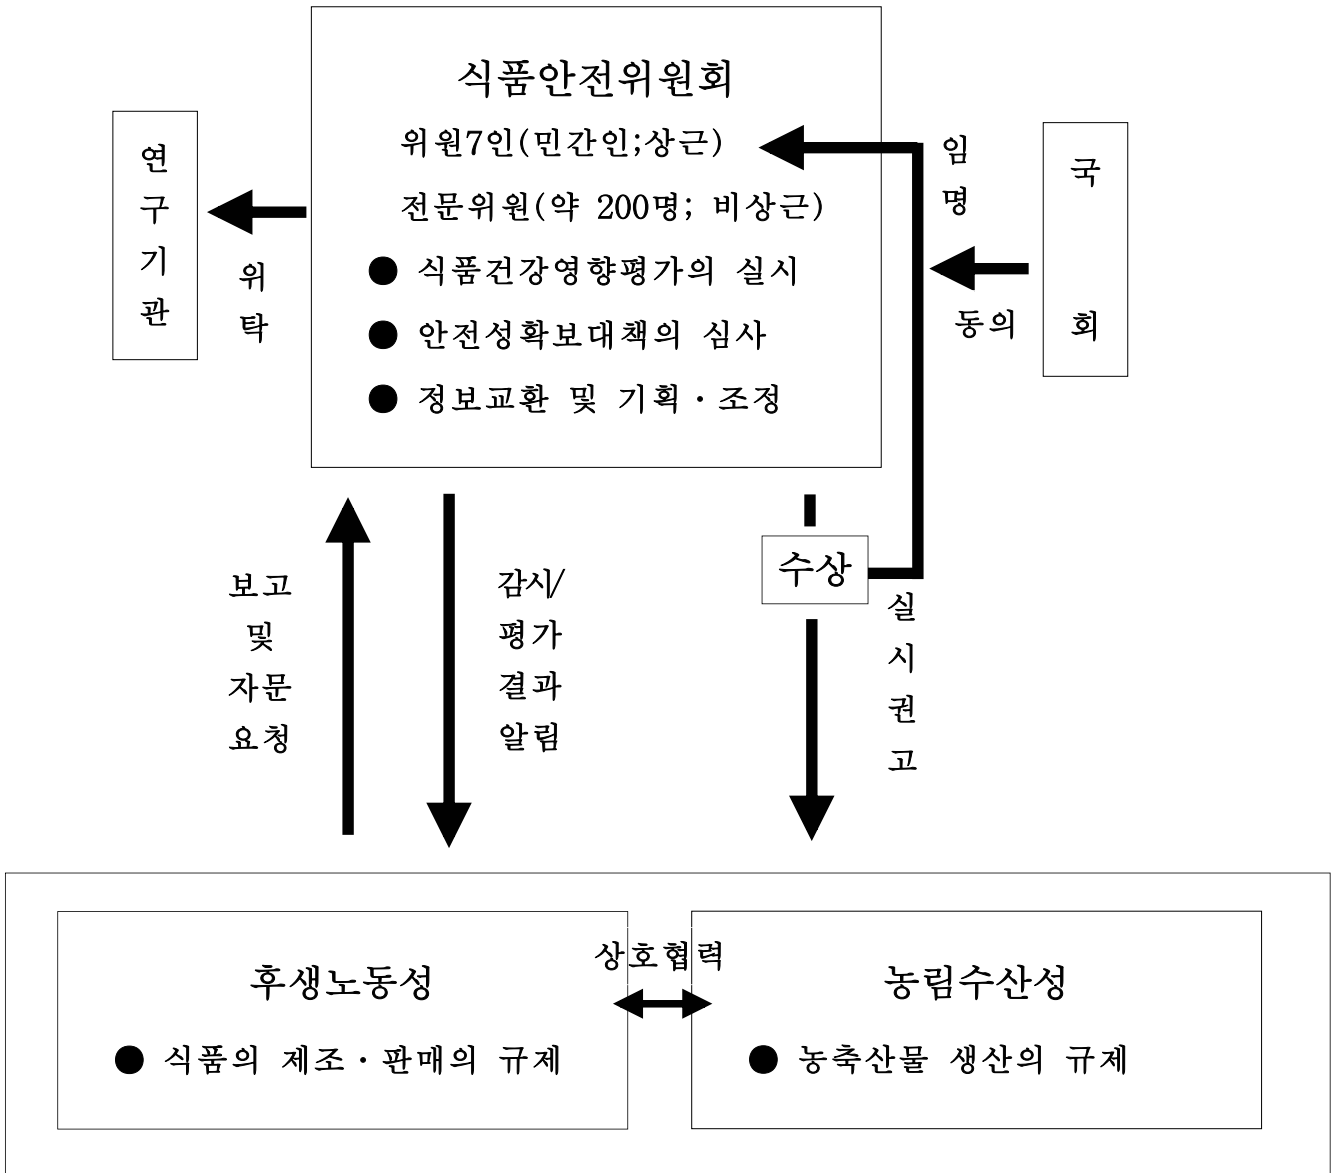 식품안전위원회
위원7인(민간인;상근)
전문위원(약 200명; 비상근)
● 식품건강영향평가의 실시
● 안전성확보대책의 심사
● 정보교환 및 기획·조정
연
구
기
관
위
탁
임
명
국
회
동의
보고
및
자문
요청
감시/
평가
결과
알림
수상
실
시
권
고
상호협력
후생노동성
● 식품의 제조·판매의 규제
농림수산성
● 농축산물 생산의 규제